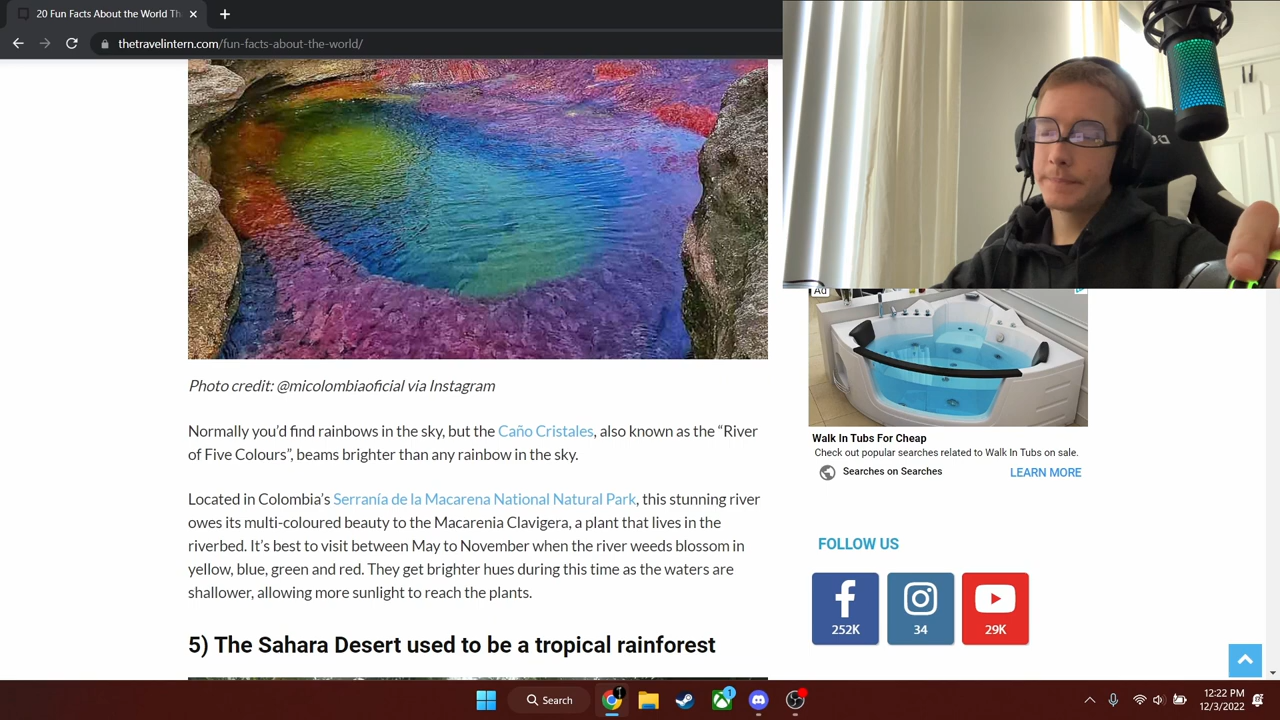 20 Fun Facts About the World Th
thetravelintern.com/fun-facts-about-the-world/
Photo credit: @micolombiaoficial via Instagram
Normally you’d find rainbows in the sky, but the Caño Cristales, also known as the “River
of Five Colours”, beams brighter than any rainbow in the sky.
Located in Colombia’s Serranía de la Macarena National Natural Park, this stunning river
owes its multi-coloured beauty to the Macarenia Clavigera, a plant that lives in the
riverbed. It’s best to visit between May to November when the river weeds blossom in
yellow, blue, green and red. They get brighter hues during this time as the waters are
shallower, allowing more sunlight to reach the plants.
5) The Sahara Desert used to be a tropical rainforest
Ad
Walk In Tubs For Cheap
Check out popular searches related to Walk In Tubs on sale.
Searches on Searches
LEARN MORE
FOLLOW US
252K
34
29K
Search
1
12:22 PM
12/3/2022